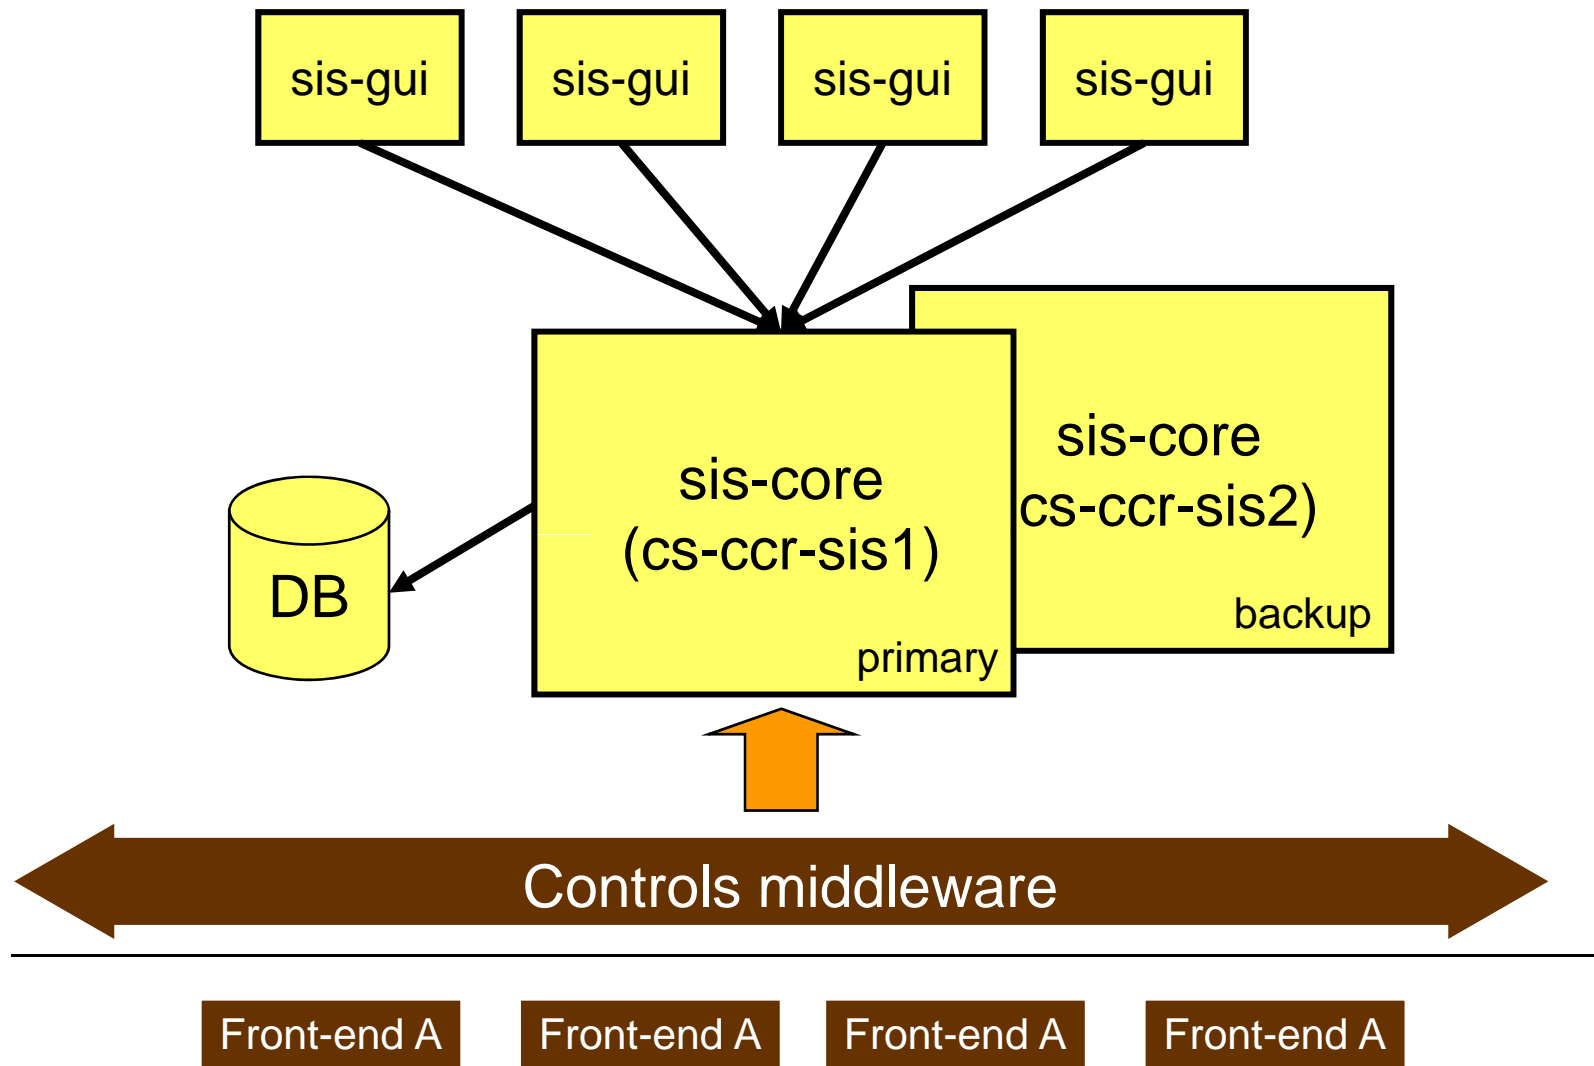 sis-gui
sis-gui
sis-gui
sis-gui
sis-core
(cs-ccr-sis1)
primary
sis-core
cs-ccr-sis2)
backup
DB
Controls middleware
Front-end A
Front-end A
Front-end A
Front-end A